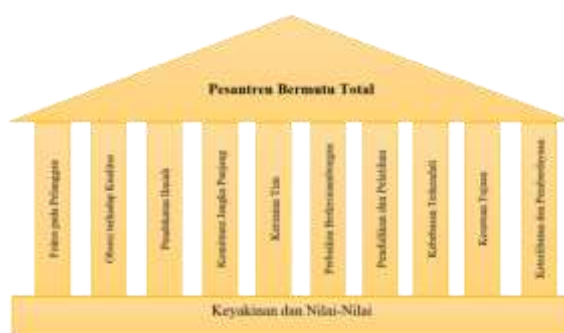 Pesantren Bermutu Total
Fokus pada Pelanggan
Obsesi terhadap Kualitas
Pendekatan Ilmiah
Komitmen Jangka Panjang
Kerjasama Tim
Perbaikan Berkesinambungan
Pendidikan dan Pelatihan
Kebebasan Terkendali
Kesatuan Tujuan
Keterlibatan dan Pemberdayaan
Keyakinan dan Nilai-Nilai